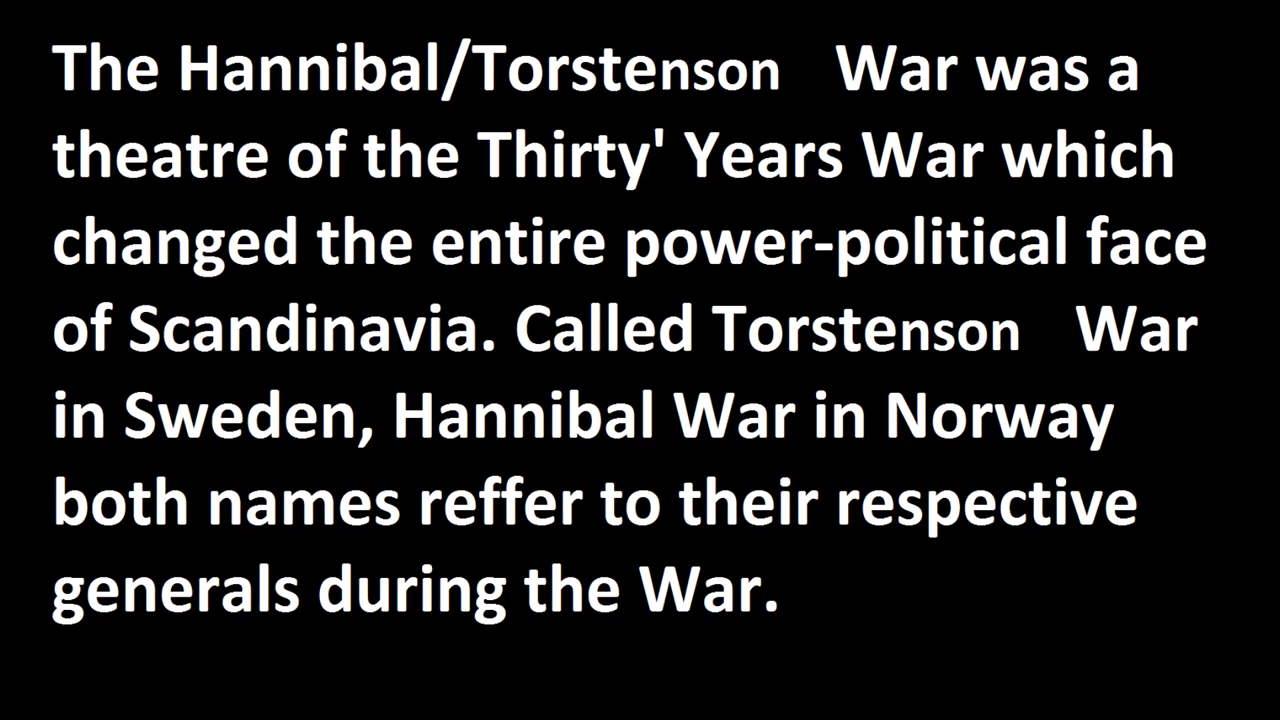 The Hannibal/Torstenson War was a
theatre of the Thirty' Years War which
changed the entire power-political face
of Scandinavia. Called Torstenson War
in Sweden, Hannibal War in Norway
both names reffer to their respective
generals during the War.